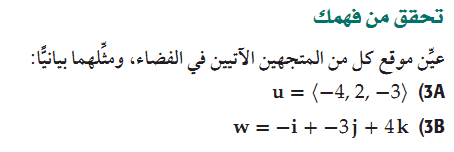 تحقق من فهمك
عيِّن موقع كل من المتجهين الآتيين في الفضاء، ومثِّلهما بيانيًّا:
3A) u = ⟨−4, 2, −3⟩
3B) w = −i + −3j + 4k